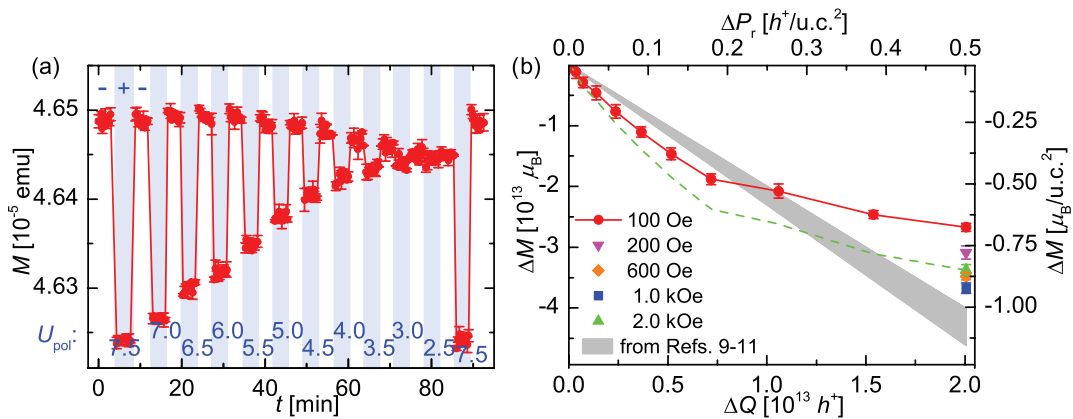 (a)
- + -
4.65
4.64
4.63
M [10⁻⁵ emu]
U_pol:
7.5 7.0 6.5 6.0 5.5 5.0 4.5 4.0 3.5 3.0 2.5 7.5
0 20 40 60 80
t [min]
ΔP_r [h⁺/u.c.²]
0.0 0.1 0.2 0.3 0.4 0.5
(b)
-1
-2
-3
-4
ΔM [10¹³ μ_B]
100 Oe
200 Oe
600 Oe
1.0 kOe
2.0 kOe
from Refs. 9-11
-0.25
-0.50
-0.75
-1.00
ΔM [μ_B/u.c.²]
0.0 0.5 1.0 1.5 2.0
ΔQ [10¹³ h⁺]